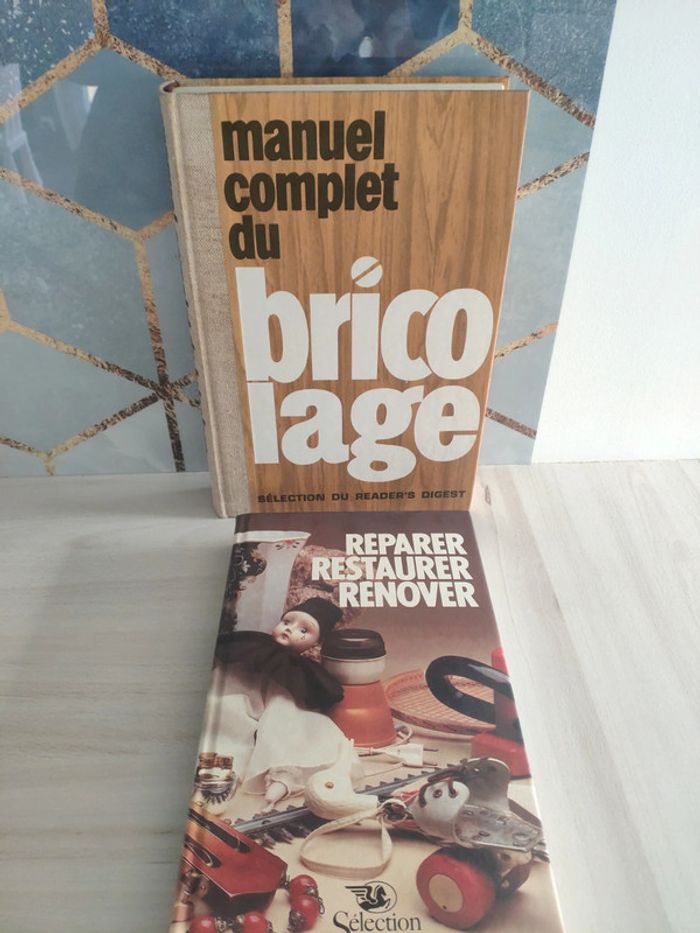 manuel
complet
du
brico
lage
SÉLECTION DU READER'S DIGEST
REPARER
RESTAURER
RENOVER
Sélection